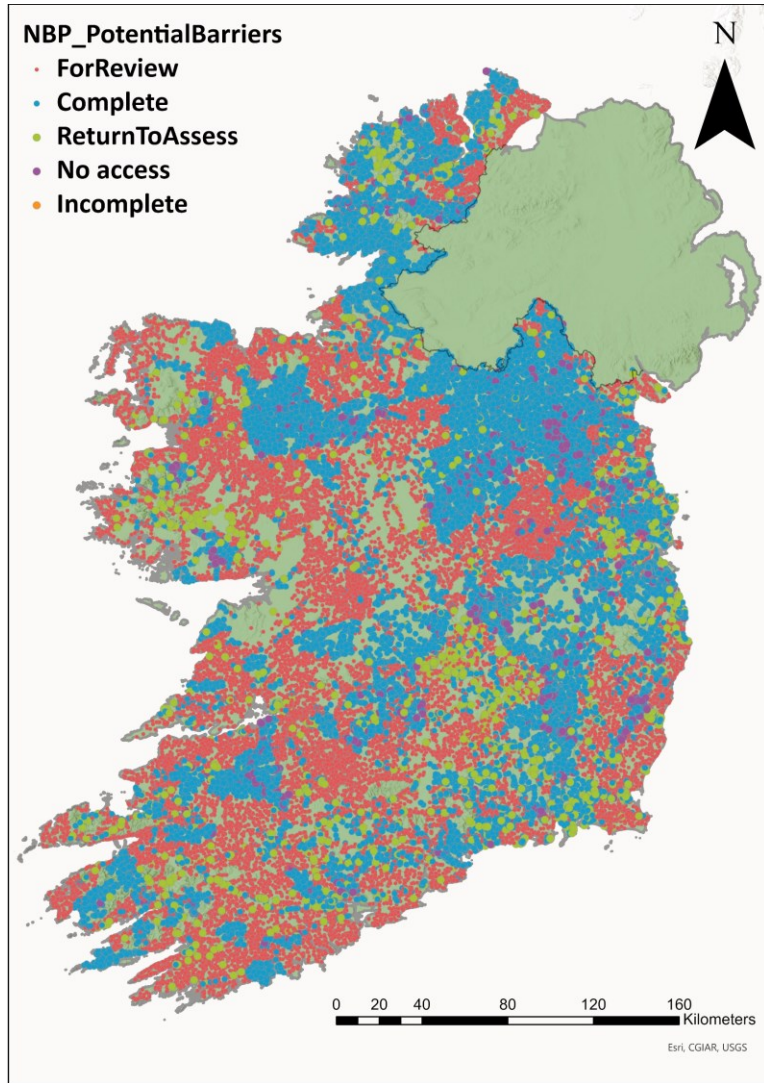 NBP_PotentialBarriers
ForReview
Complete
ReturnToAssess
No access
Incomplete
N
0 20 40 80 120 160
Kilometers
Esri, CGIAR, USGS